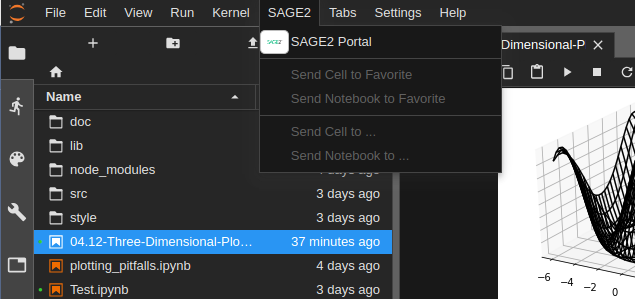 File Edit View Run Kernel SAGE2 Tabs Settings Help
SAGE2 SAGE2 Portal
Dimensional-P
Send Cell to Favorite
Send Notebook to Favorite
Name
doc
Send Cell to ...
lib
Send Notebook to ...
node_modules
src 3 days ago
style 3 days ago
04.12-Three-Dimensional-Plo... 37 minutes ago
plotting_pitfalls.ipynb 4 days ago
Test.ipynb 3 days ago
−6 −4 −2 0